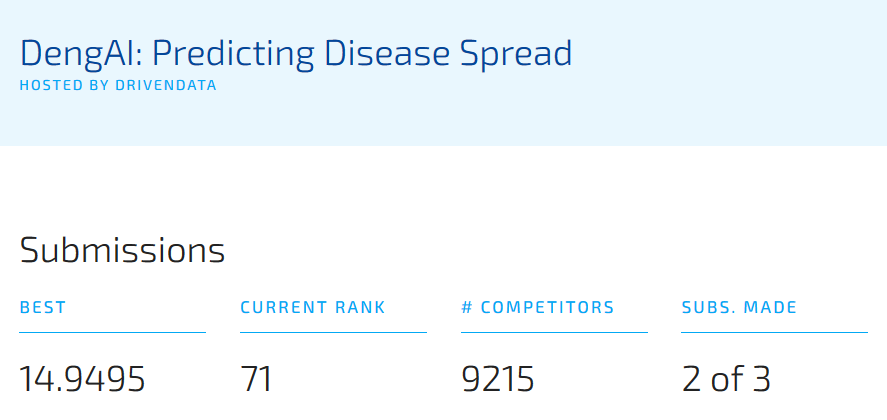 DengAI: Predicting Disease Spread
HOSTED BY DRIVENDATA
Submissions
BEST CURRENT RANK # COMPETITORS SUBS. MADE
14.9495 71 9215 2 of 3